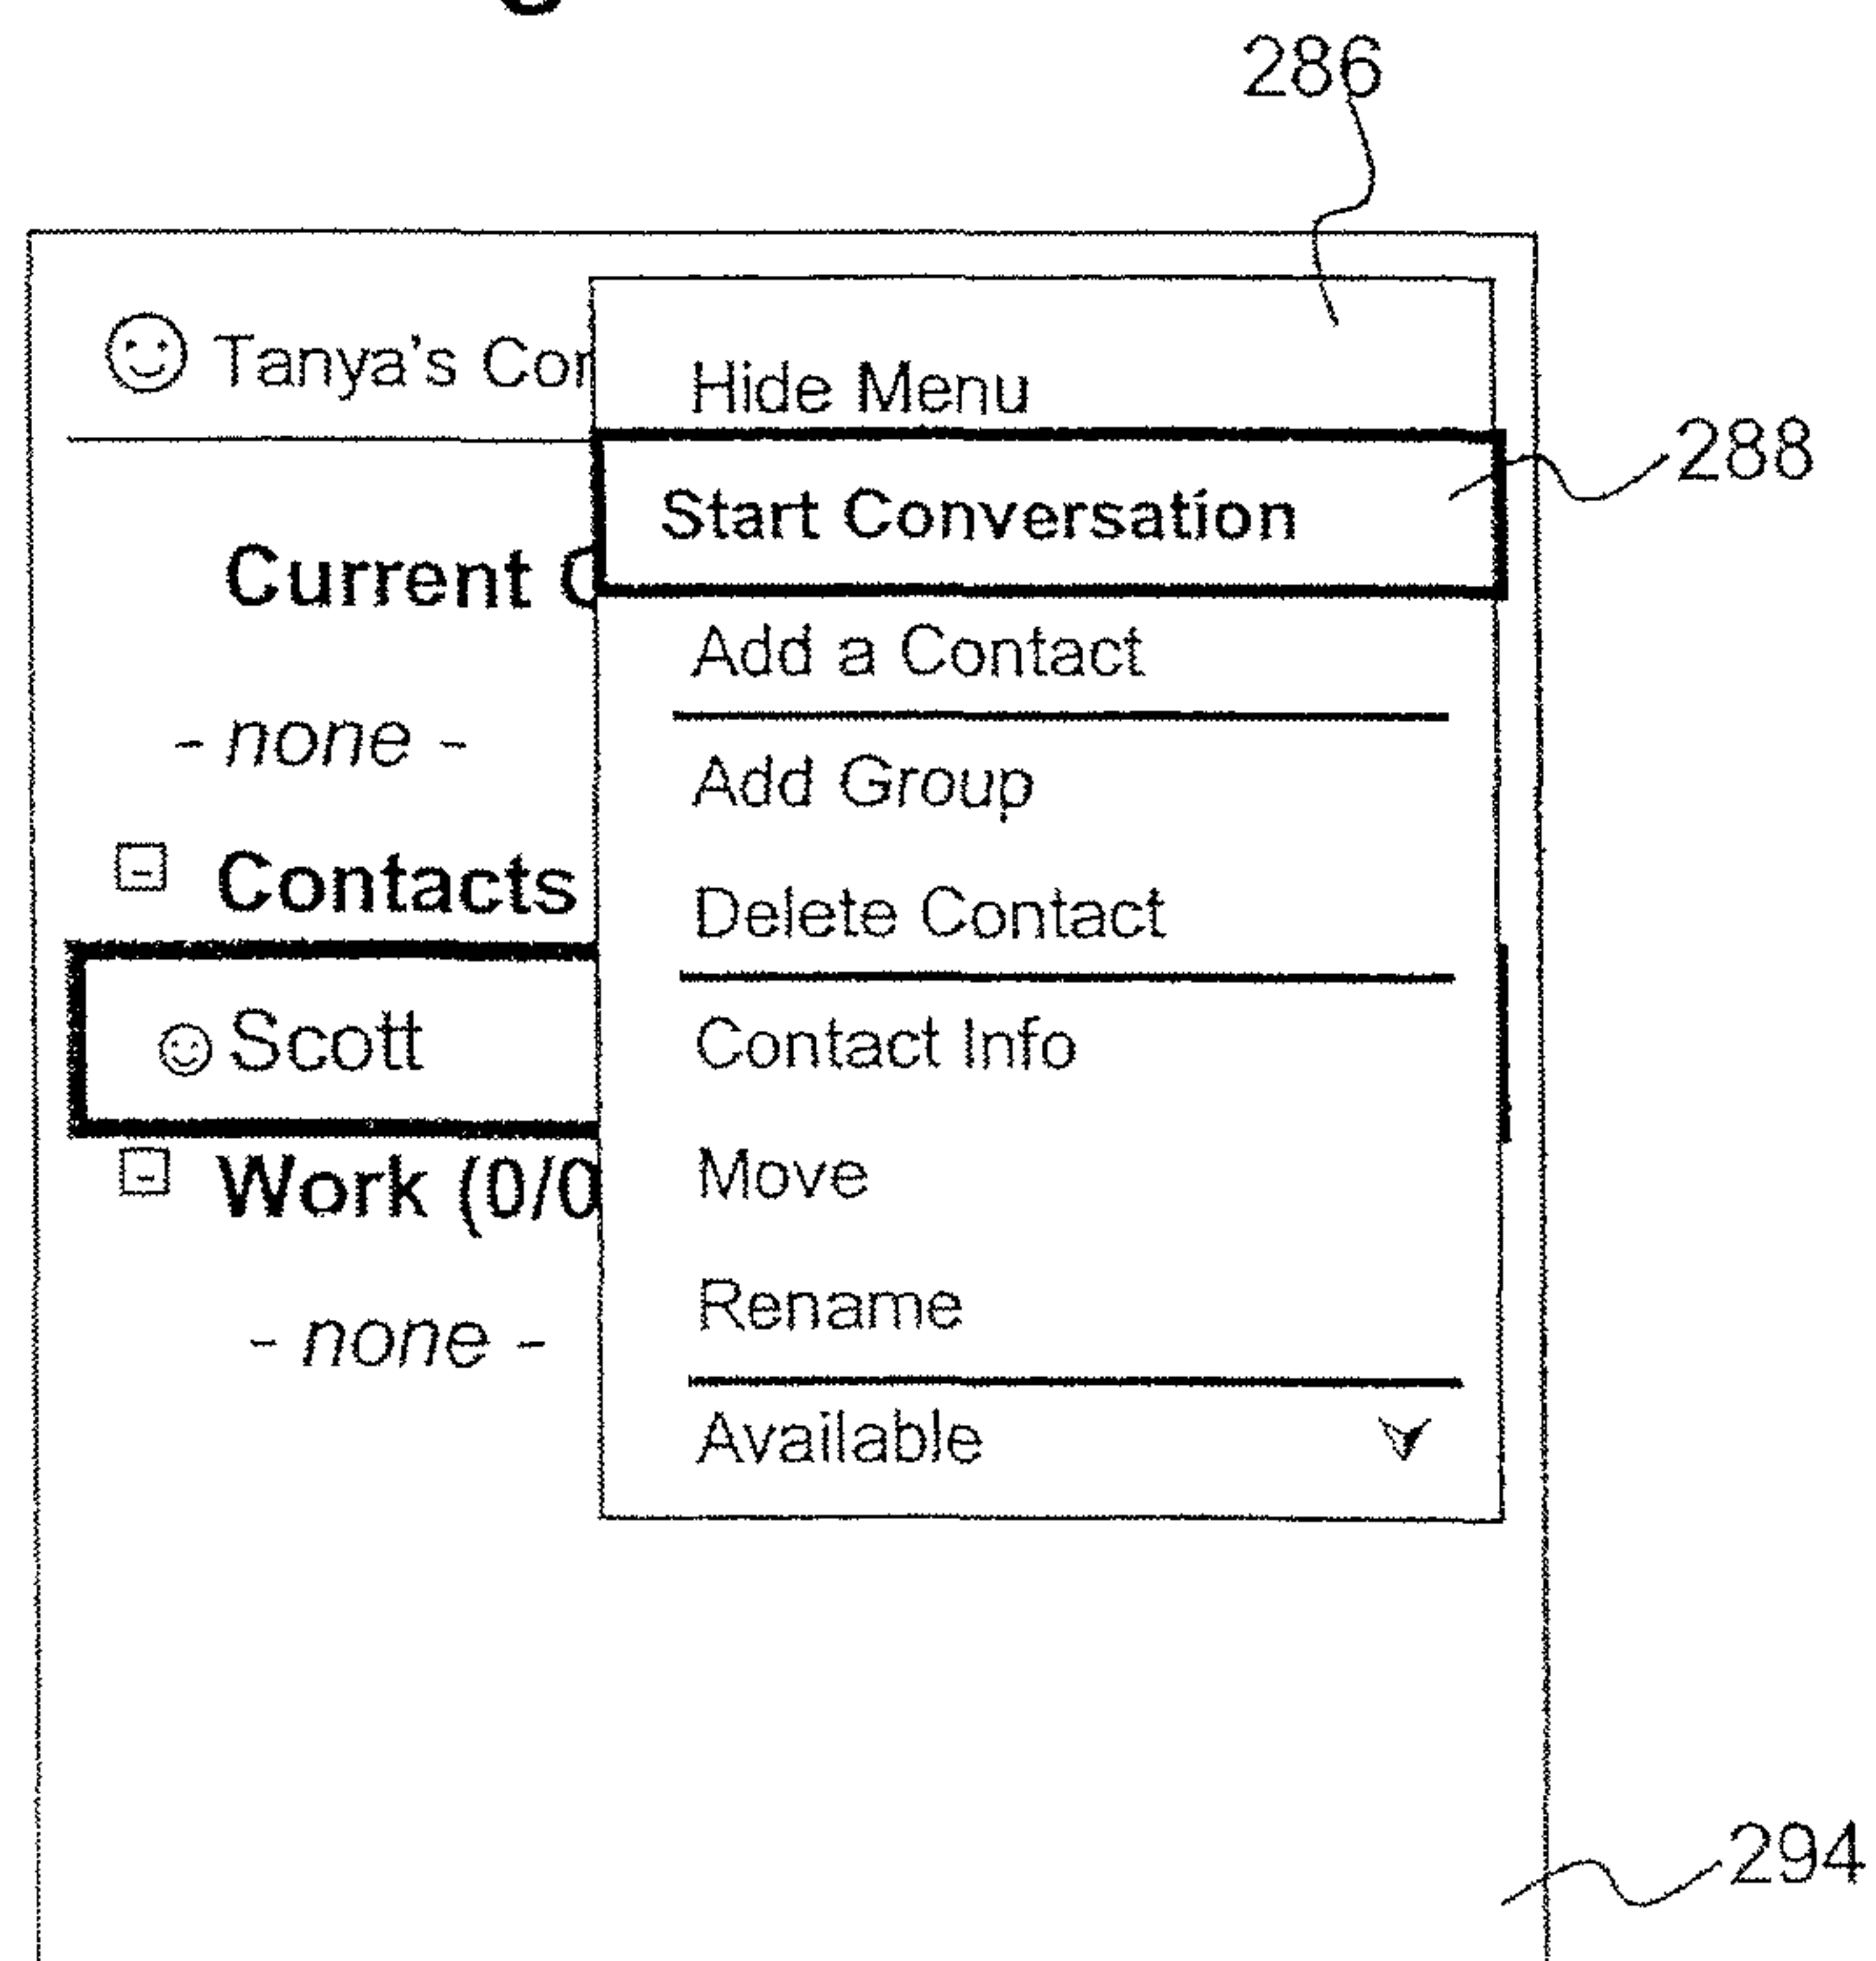 286
Tanya's Con
Hide Menu
288
Start Conversation
Current C
Add a Contact
- none -
Add Group
Contacts
Delete Contact
Scott
Contact Info
Work (0/0
Move
Rename
- none -
Available
294